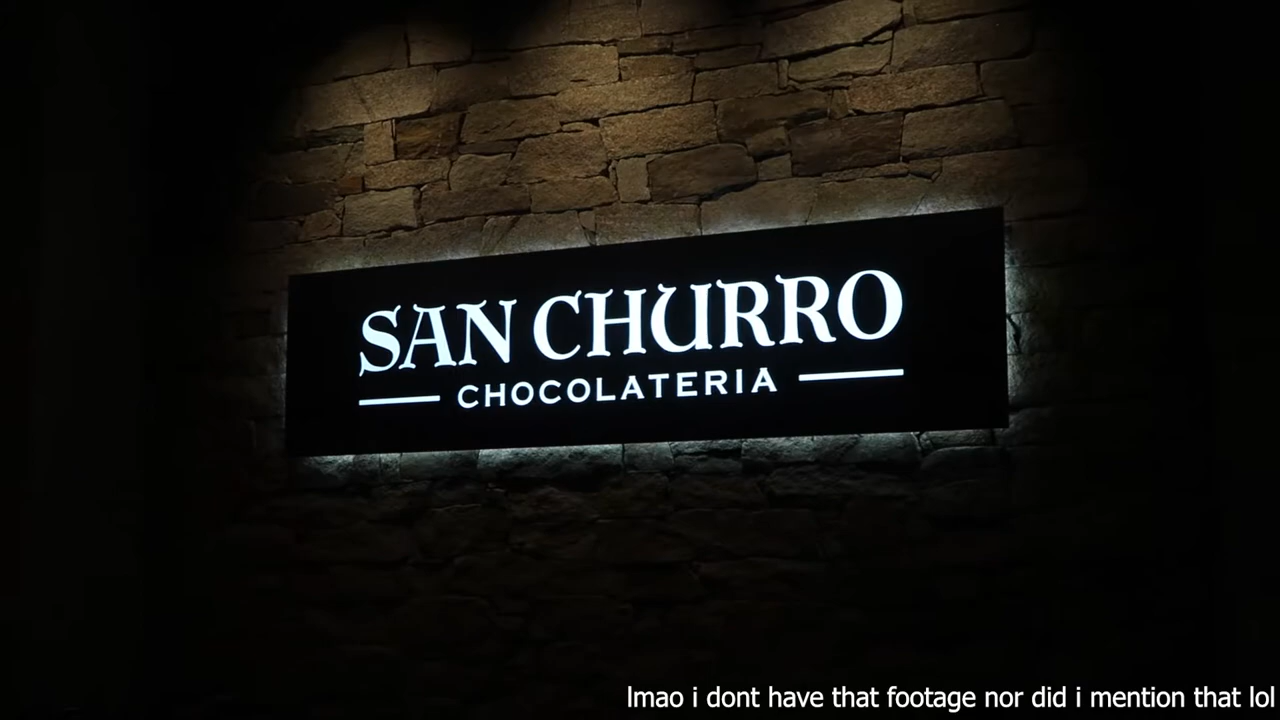 SAN CHURRO
CHOCOLATERIA
lmao i dont have that footage nor did i mention that lol